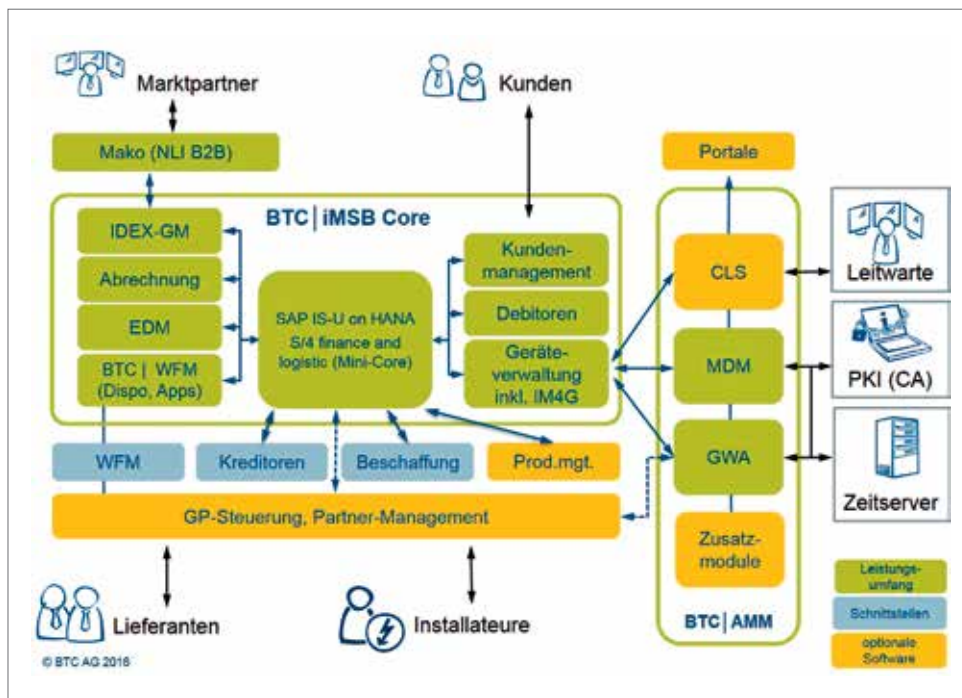 Marktpartner
Kunden
Mako (NLI B2B)
Portale
BTC | iMSB Core
IDEX-GM
Abrechnung
EDM
BTC | WFM
(Dispo, Apps)
SAP IS-U on HANA
S/4 finance and
logistic (Mini-Core)
Kunden-
management
Debitoren
Geräte-
verwaltung
inkl. IM4G
CLS
MDM
GWA
Zusatz-
module
BTC | AMM
Leitwarte
PKI (CA)
Zeitserver
WFM
Kreditoren
Beschaffung
Prod.mgt.
GP-Steuerung, Partner-Management
Lieferanten
Installateure
Leistungs-
umfang
Schnittstellen
optionale
Software
© BTC AG 2016